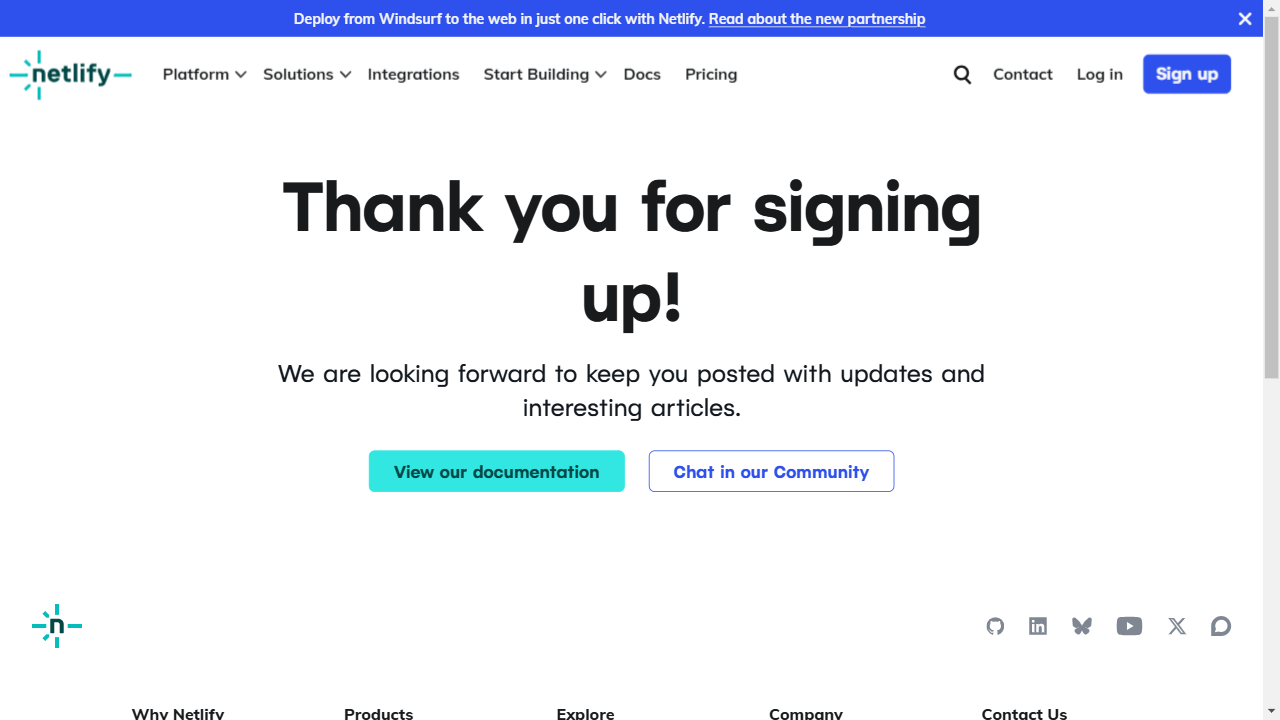 Deploy from Windsurf to the web in just one click with Netlify. Read about the new partnership
netlify
Platform Solutions Integrations Start Building Docs Pricing Contact Log in Sign up
Thank you for signing
up!
We are looking forward to keep you posted with updates and
interesting articles.
View our documentation Chat in our Community
n
Why Netlify Products Explore Company Contact Us